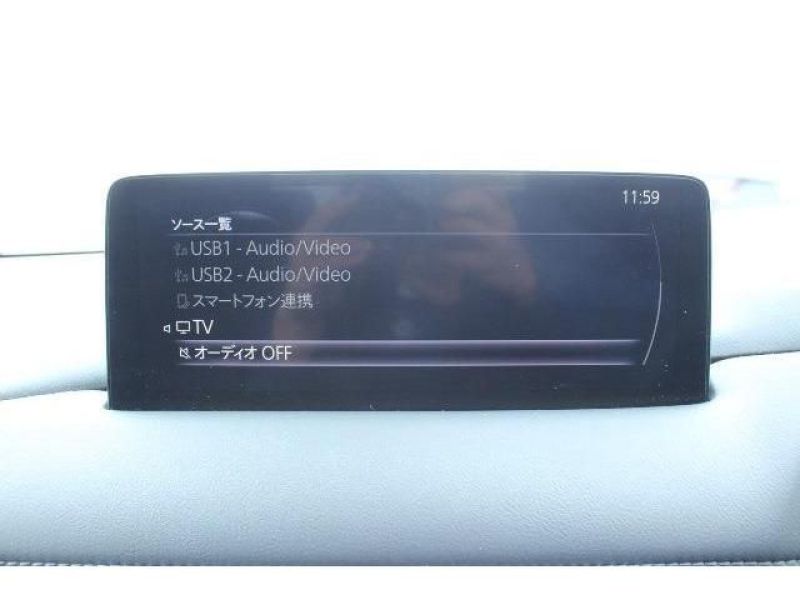 11:59
ソース一覧
USB1 - Audio/Video
USB2 - Audio/Video
スマートフォン連携
TV
オーディオ OFF